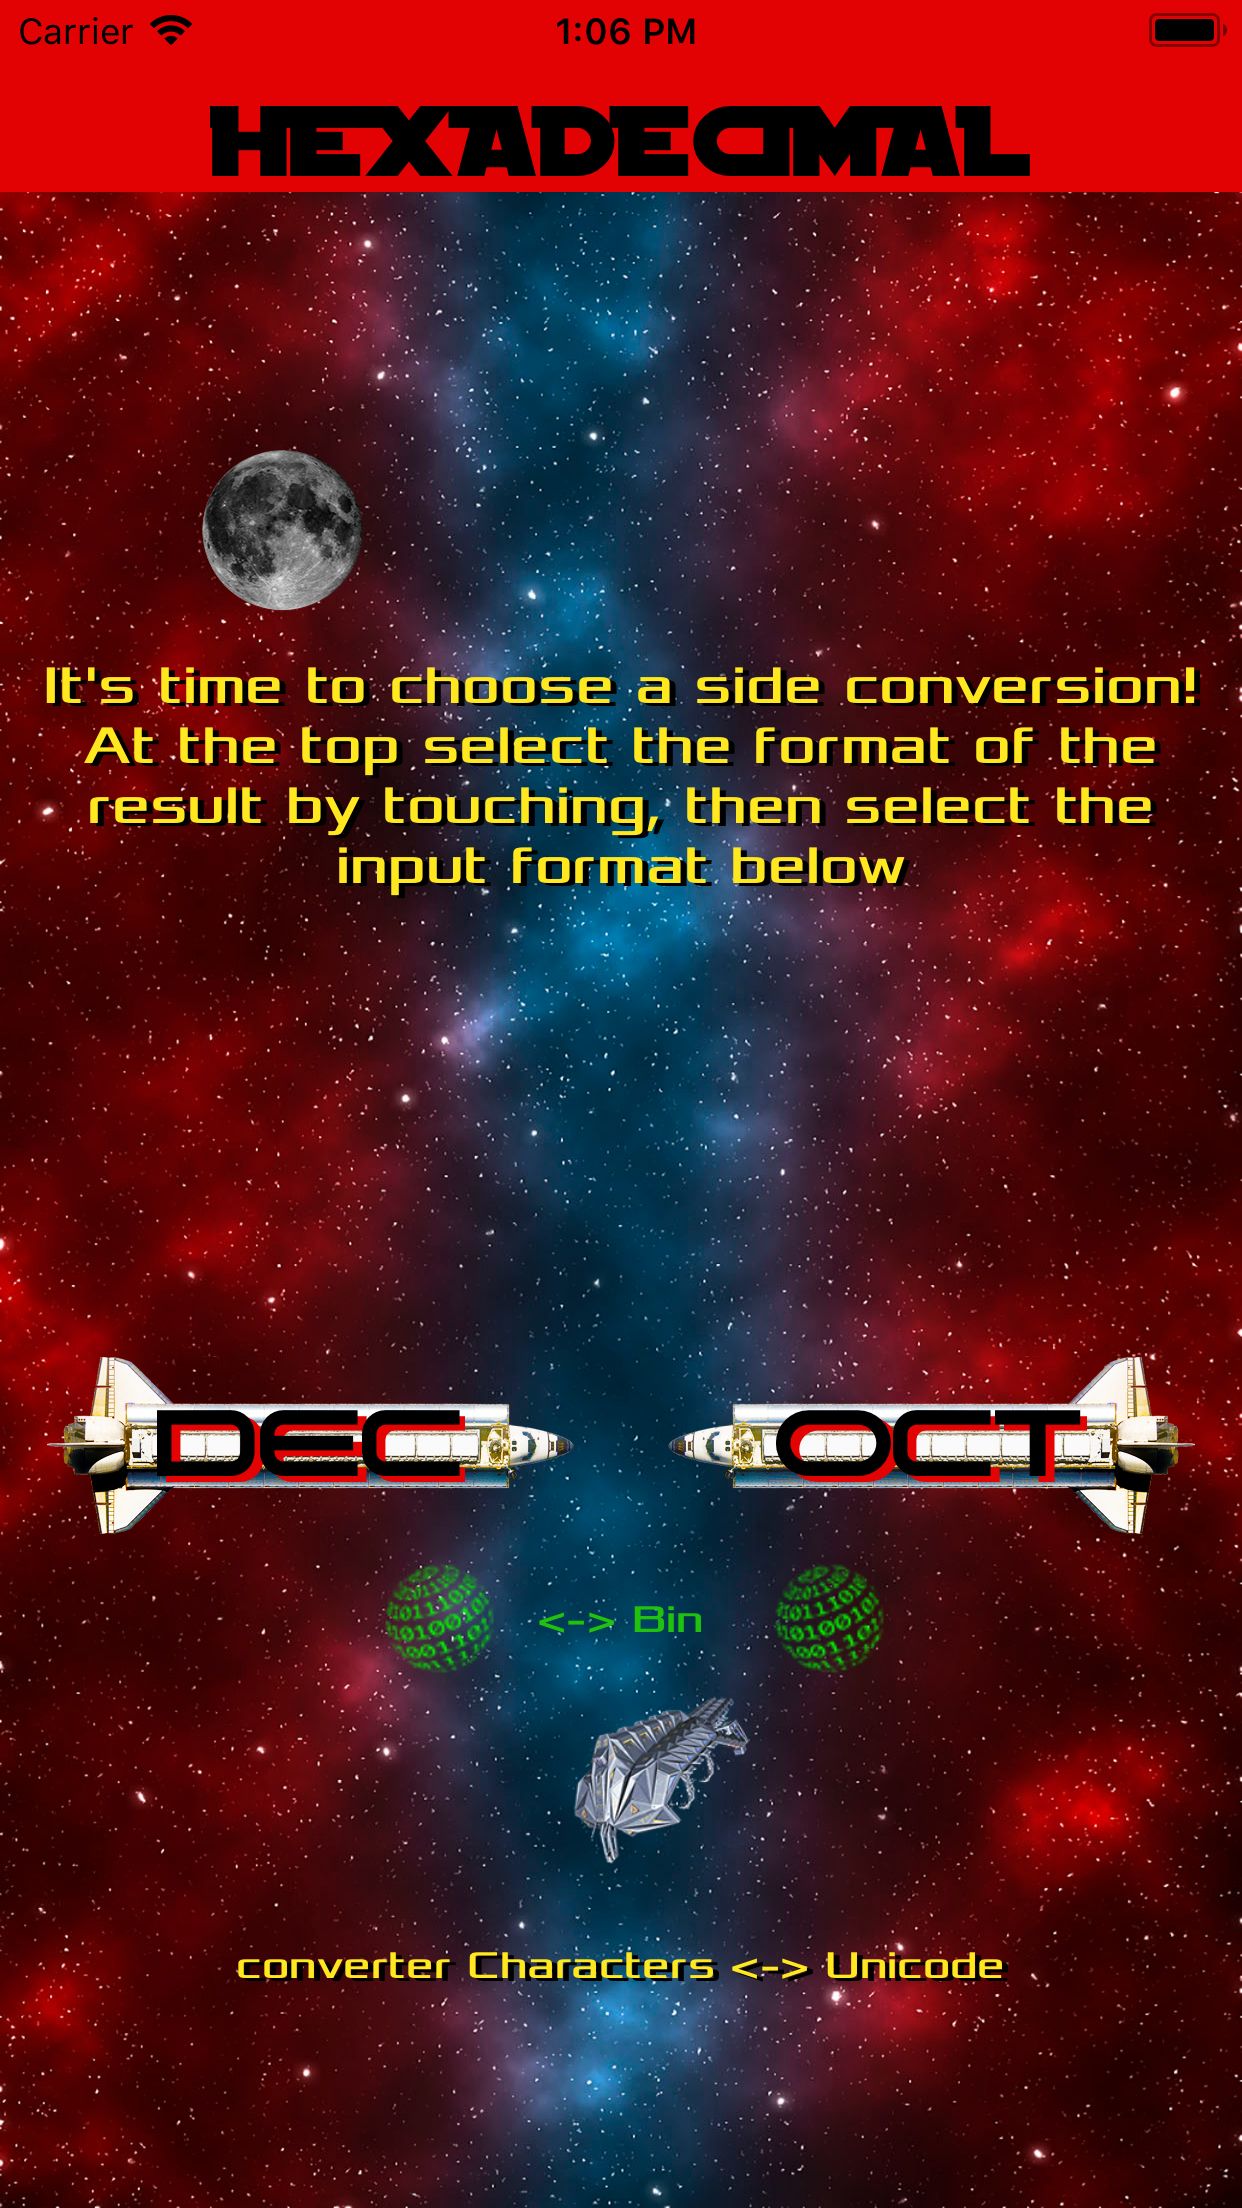 Carrier 1:06 PM
HEXADECIMAL
It's time to choose a side conversion!
At the top select the format of the
result by touching, then select the
input format below
DEC OCT
<-> Bin
converter Characters <-> Unicode